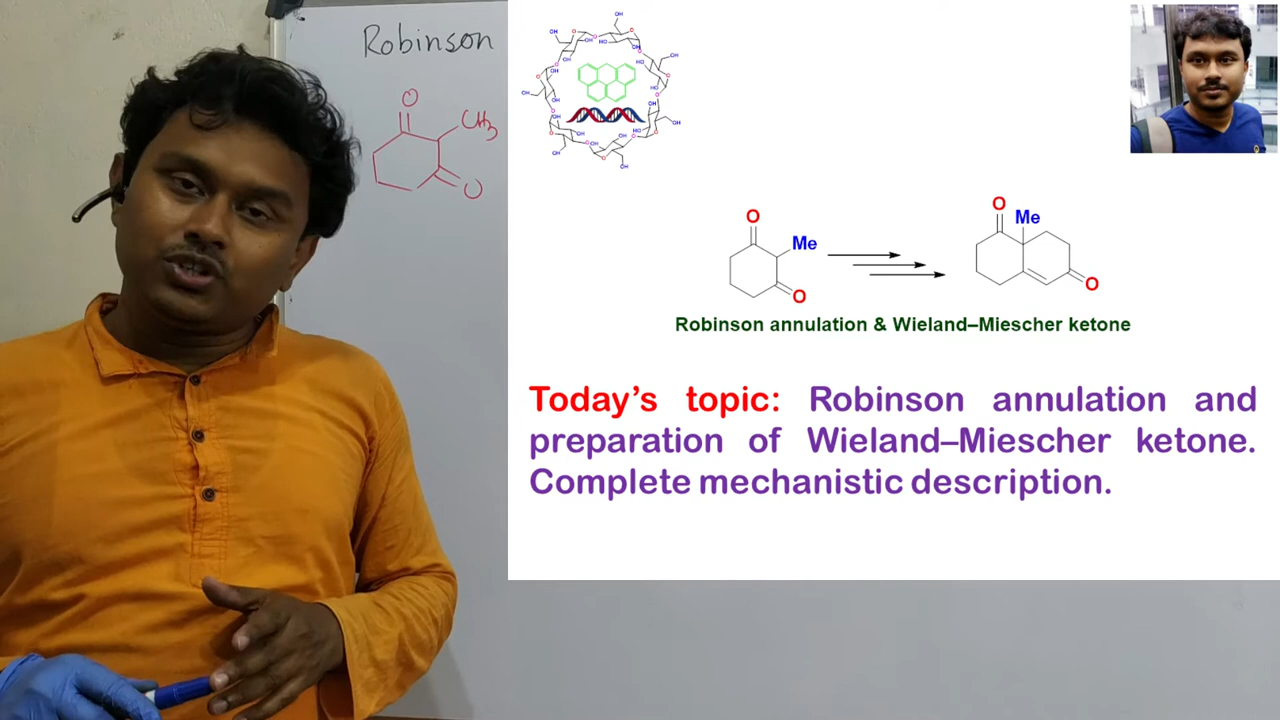 Robinson
O
CH3
O
O
Me
O
O
Me
O
Robinson annulation & Wieland–Miescher ketone
Today's topic: Robinson annulation and
preparation of Wieland–Miescher ketone.
Complete mechanistic description.